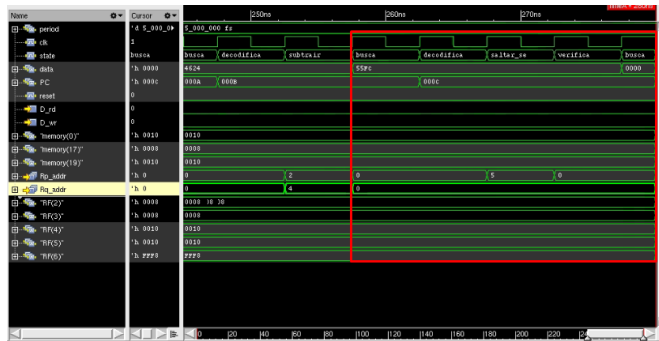 Name Cursor 250ns 260ns 270ns
period 'd 5_000_0 5_000_000 fs
clk 1
state busca busca decodifica subtrair busca decodifica saltar_se verifica busca
data 'h 0000 4624 55FC 0000
PC 'h 000C 000A 000B 000C
reset 0
D_rd 0
D_wr 0
"memory(0)" 'h 0010 0010
"memory(17)" 'h 0008 0008
"memory(19)" 'h 0010 0010
Rp_addr 'h 0 0 2 0 5 0
Rq_addr 'h 0 0 4 0
"RF(2)" 'h 0008 0008
"RF(3)" 'h 0008 0008
"RF(4)" 'h 0010 0010
"RF(5)" 'h 0010 0010
"RF(6)" 'h FFF8 FFF8
0 20 40 60 80 100 120 140 160 180 200 220